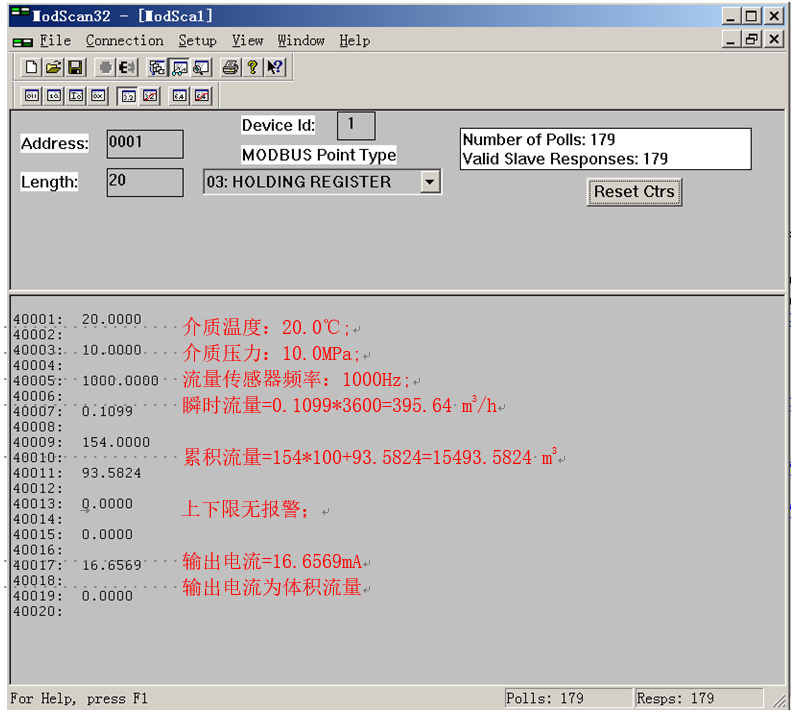 ModScan32 - [ModSca1]
File Connection Setup View Window Help
Address: 0001
Device Id: 1
MODBUS Point Type
Length: 20
03: HOLDING REGISTER
Number of Polls: 179
Valid Slave Responses: 179
Reset Ctrs
40001: 20.0000 介质温度：20.0℃;
40002:
40003: 10.0000 介质压力：10.0MPa;
40004:
40005: 1000.0000 流量传感器频率：1000Hz;
40006:
40007: 0.1099 瞬时流量=0.1099*3600=395.64 m³/h
40008:
40009: 154.0000
40010: 累积流量=154*100+93.5824=15493.5824 m³
40011: 93.5824
40012:
40013: 0.0000 上下限无报警；
40014:
40015: 0.0000
40016:
40017: 16.6569 输出电流=16.6569mA
40018: 输出电流为体积流量
40019: 0.0000
40020:
For Help, press F1
Polls: 179
Resps: 179